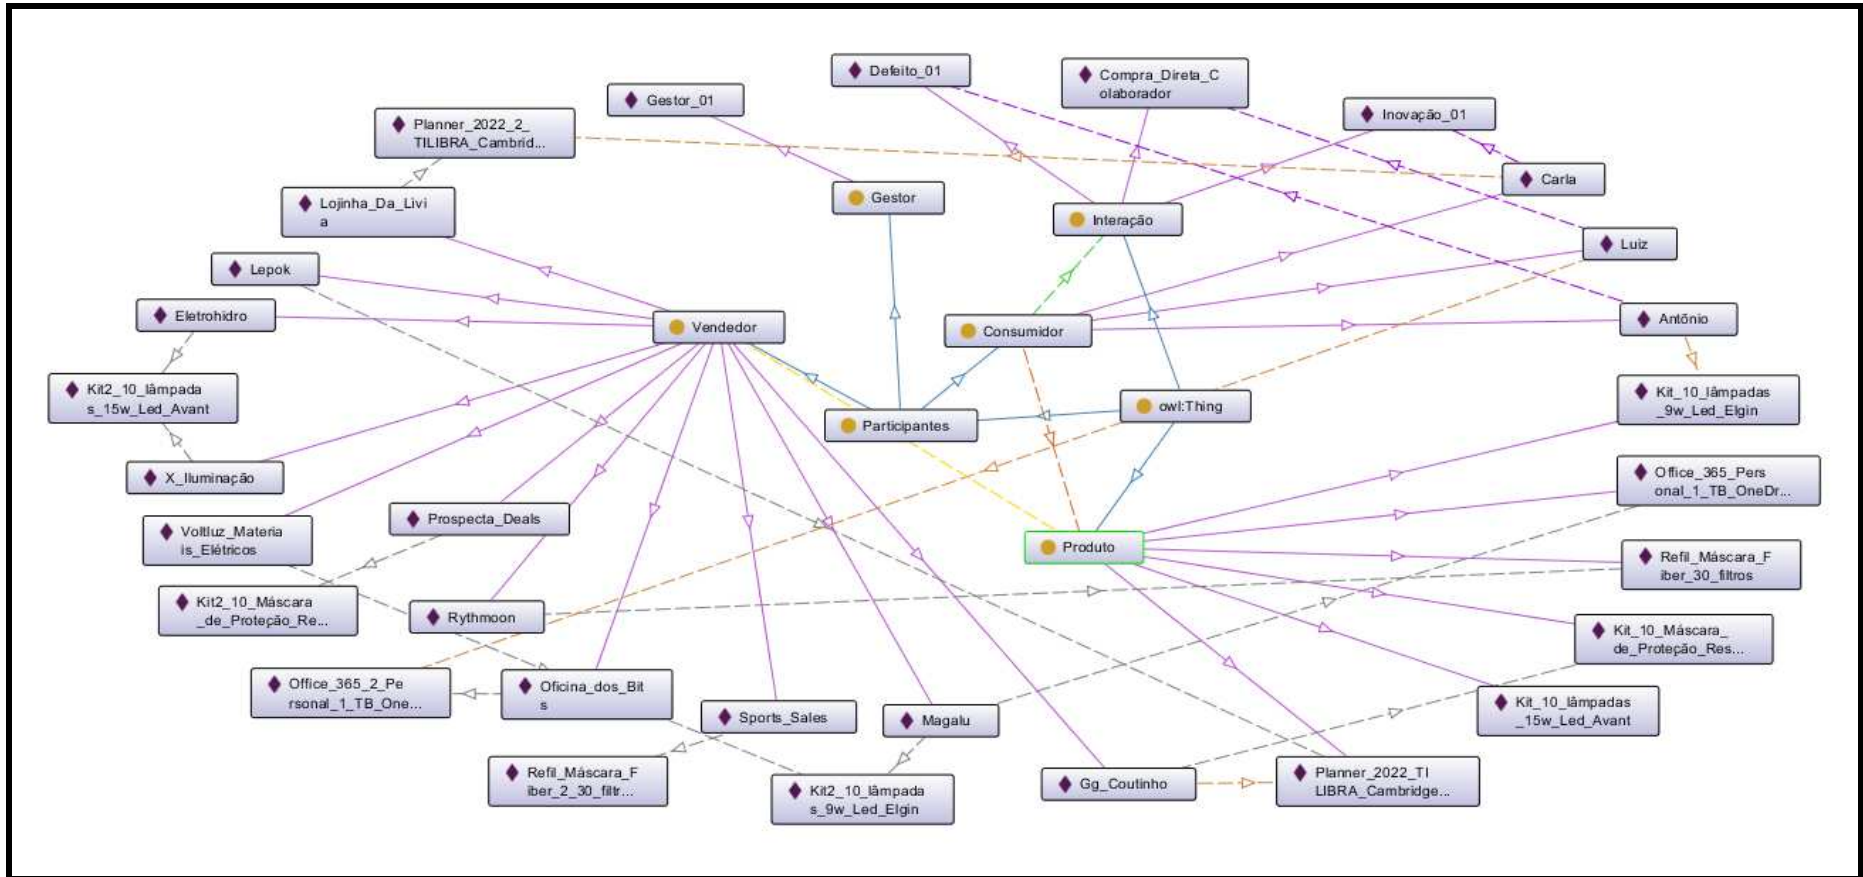 Defeito_01
Compra_Direta_C
olaborador
Gestor_01
Inovação_01
Planner_2022_2_
TILIBRA_Cambrid...
Carla
Gestor
Lojinha_Da_Livi
a
Interação
Luiz
Lepok
Eletrohidro
Vendedor
Consumidor
Antônio
Kit2_10_lâmpada
s_15w_Led_Avant
Participantes
owl:Thing
Kit_10_lâmpadas
_9w_Led_Elgin
X_Iluminação
Office_365_Pers
onal_1_TB_OneDr...
Prospecta_Deals
Voltluz_Materia
is_Elétricos
Produto
Refil_Máscara_F
iber_30_filtros
Kit2_10_Máscara
_de_Proteção_Re...
Rythmoon
Kit_10_Máscara_
de_Proteção_Res...
Office_365_2_Pe
rsonal_1_TB_One...
Oficina_dos_Bit
s
Sports_Sales
Magalu
Kit_10_lâmpadas
_15w_Led_Avant
Refil_Máscara_F
iber_2_30_filtr...
Kit2_10_lâmpada
s_9w_Led_Elgin
Gg_Coutinho
Planner_2022_TI
LIBRA_Cambridge...